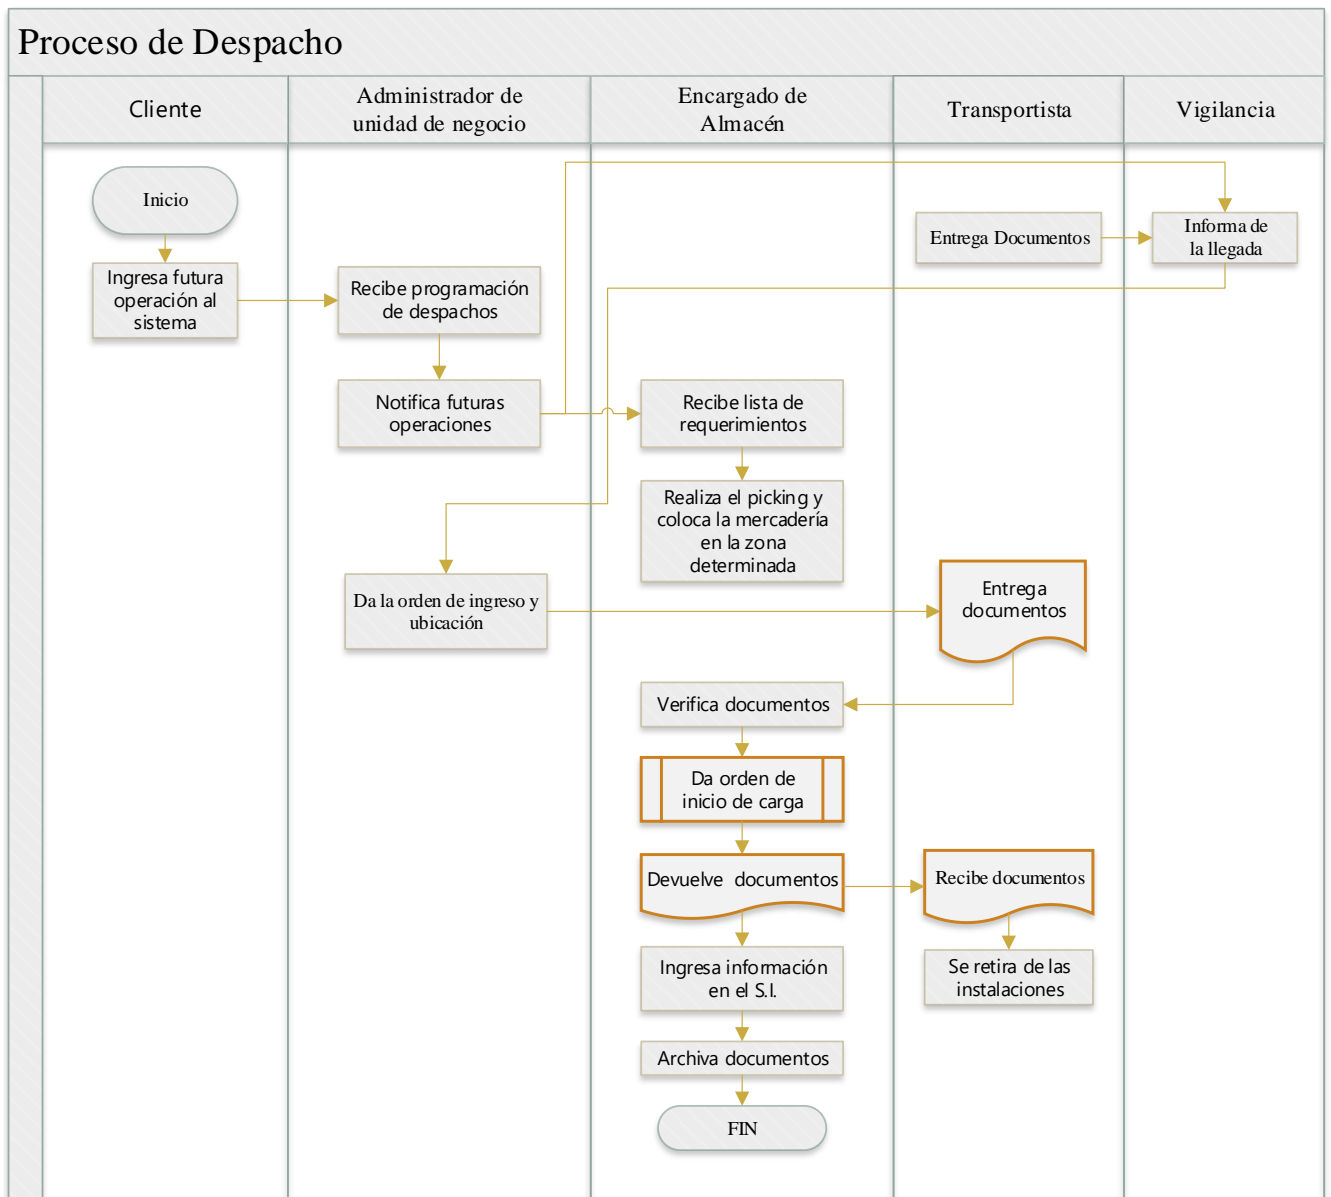 Proceso de Despacho
Cliente
Administrador de
unidad de negocio
Encargado de
Almacén
Transportista
Vigilancia
Inicio
Entrega Documentos
Informa de
la llegada
Ingresa futura
operación al
sistema
Recibe programación
de despachos
Notifica futuras
operaciones
Recibe lista de
requerimientos
Realiza el picking y
coloca la mercadería
en la zona
determinada
Da la orden de ingreso y
ubicación
Entrega
documentos
Verifica documentos
Da orden de
inicio de carga
Devuelve documentos
Recibe documentos
Ingresa información
en el S.I.
Se retira de las
instalaciones
Archiva documentos
FIN